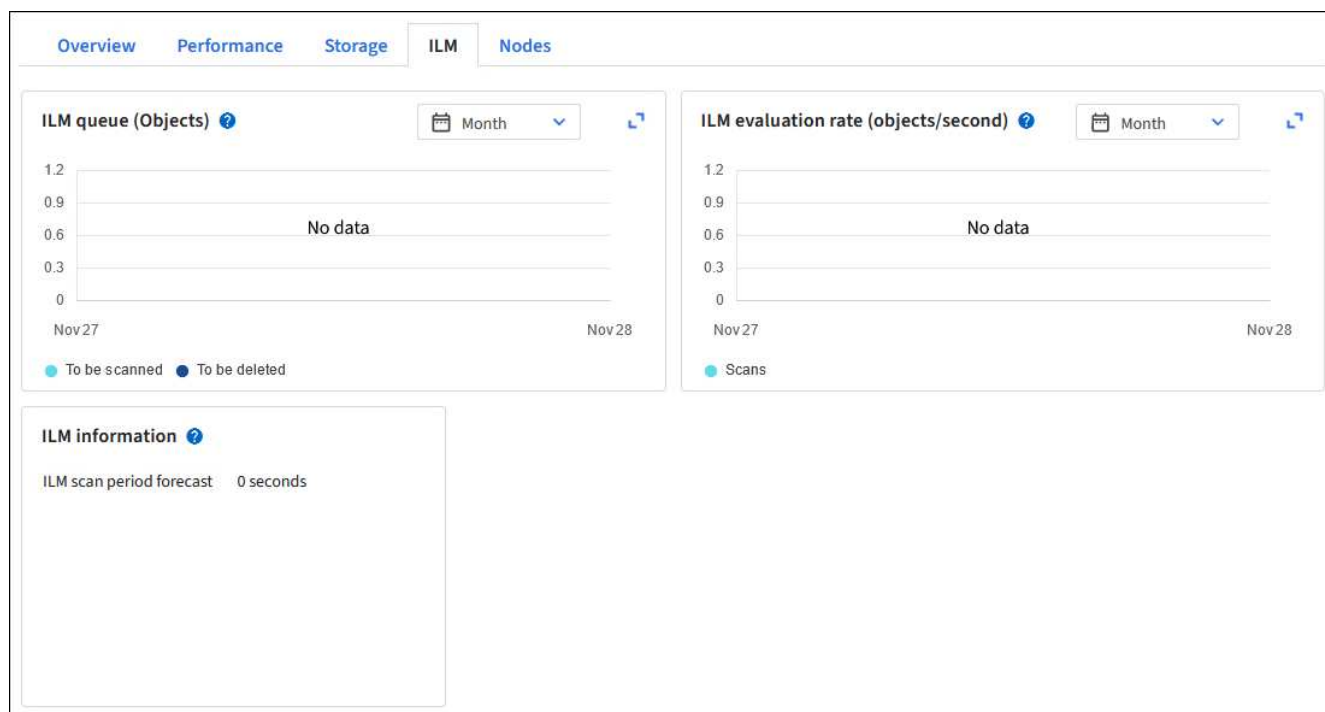 Overview Performance Storage ILM Nodes
ILM queue (Objects) ? Month
1.2
0.9
0.6
0.3
0
No data
Nov 27 Nov 28
To be scanned To be deleted
ILM evaluation rate (objects/second) ? Month
1.2
0.9
0.6
0.3
0
No data
Nov 27 Nov 28
Scans
ILM information ?
ILM scan period forecast 0 seconds